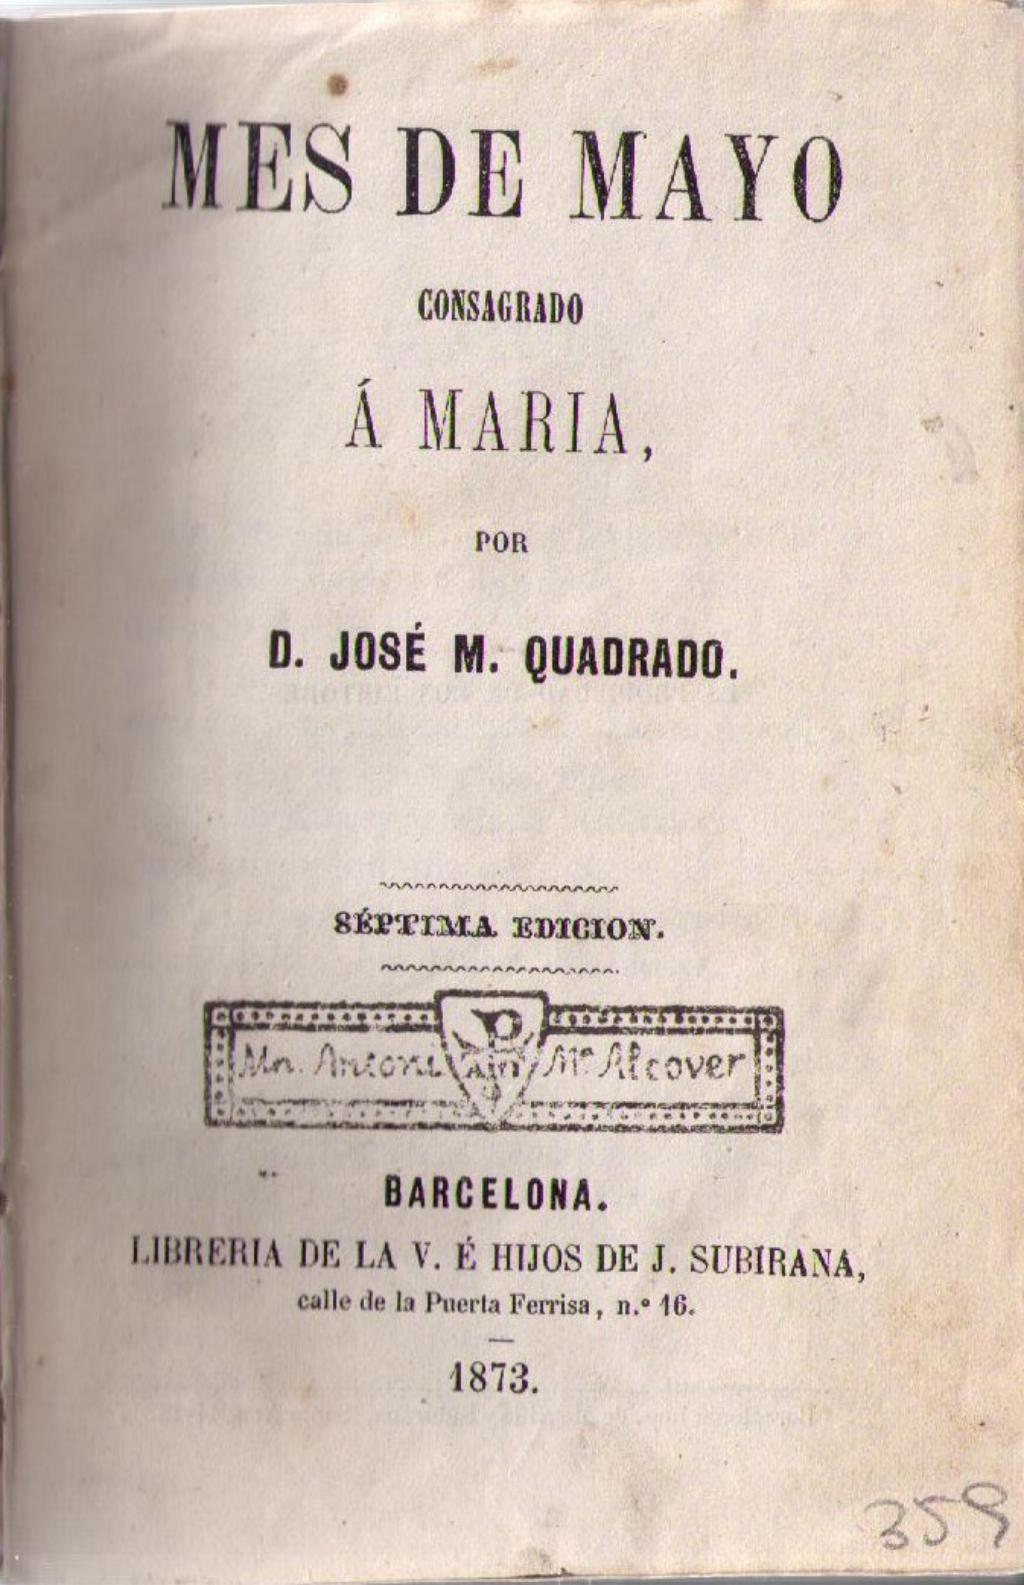 MES DE MAYO
CONSAGRADO
Á MARIA,
POR
D. JOSÉ M. QUADRADO.
SÉPTIMA EDICION.
Mn. Antoni Mª Alcover
BARCELONA.
LIBRERIA DE LA V. É HIJOS DE J. SUBIRANA,
calle de la Puerta Ferrisa, n.º 16.
1873.
359